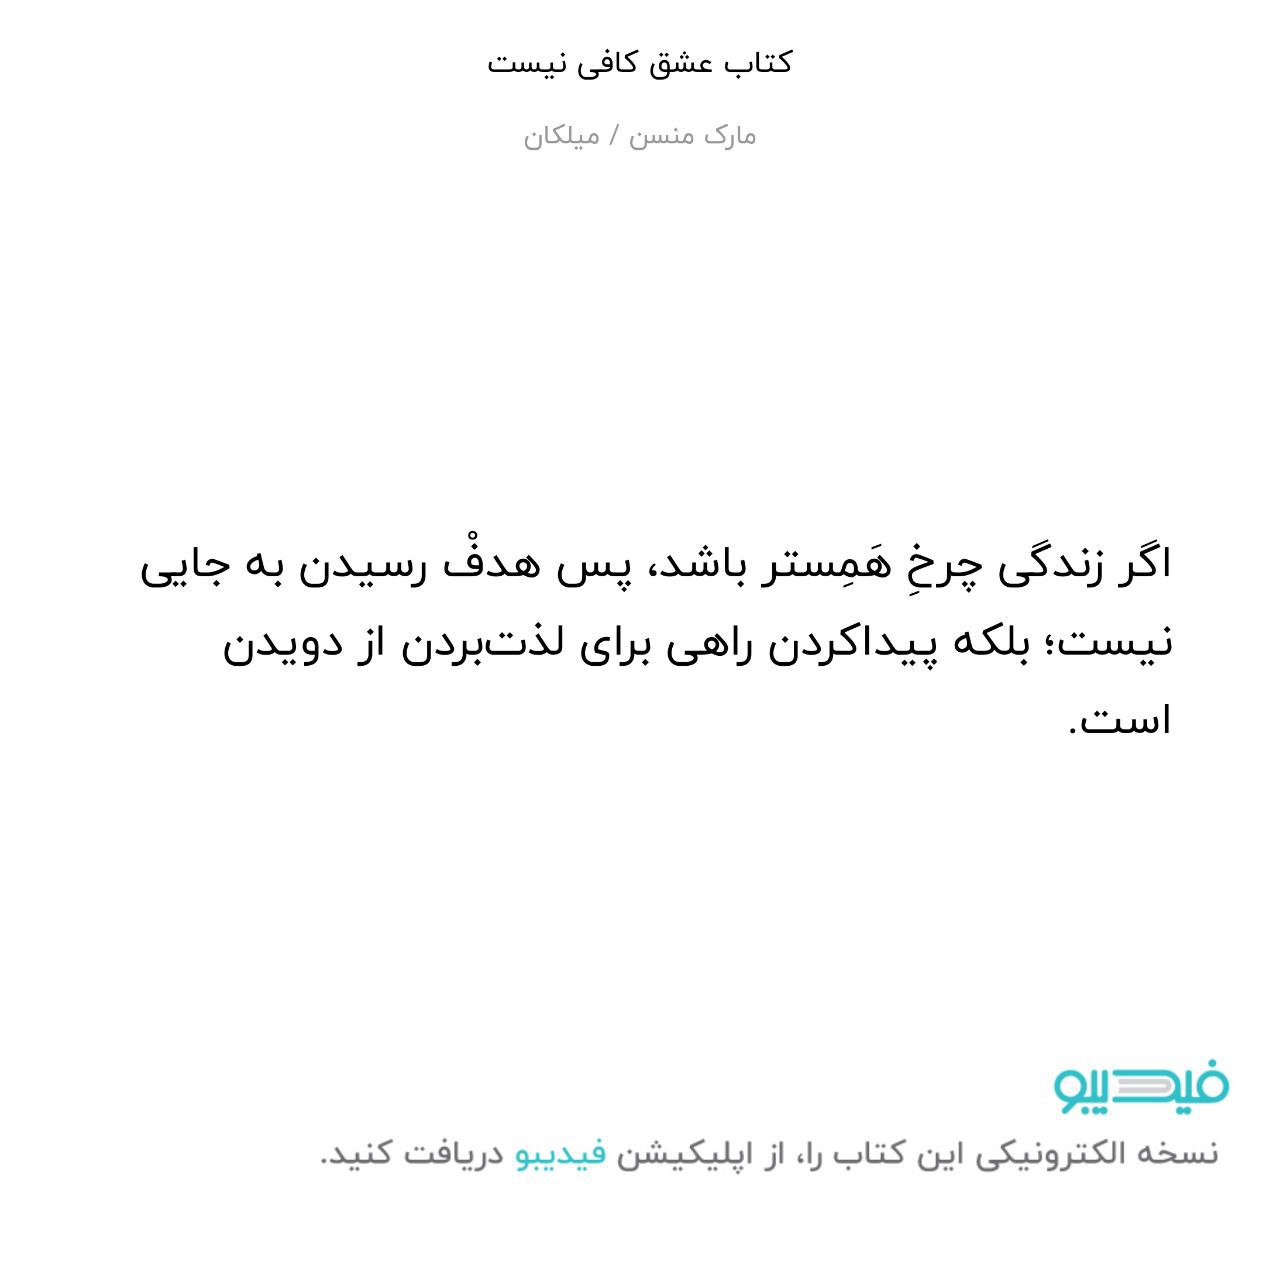 کتاب عشق کافی نیست
مارک منسن / میلکان
اگر زندگی چرخِ هَمِستر باشد، پس هدفْ رسیدن به جایی
نیست؛ بلکه پیداکردن راهی برای لذت‌بردن از دویدن
است.
فیدیبو
نسخه الکترونیکی این کتاب را، از اپلیکیشن فیدیبو دریافت کنید.